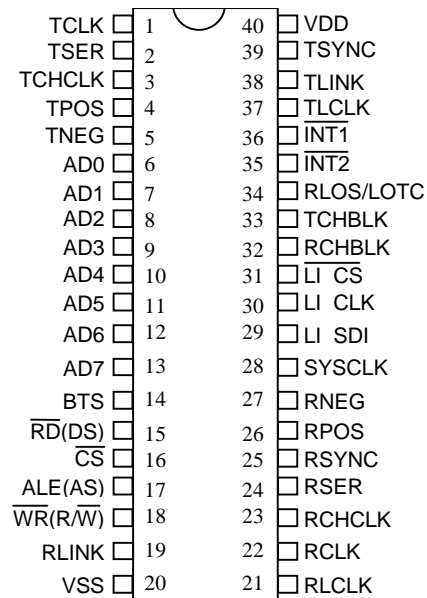 TCLK 1 40 VDD
TSER 2 39 TSYNC
TCHCLK 3 38 TLINK
TPOS 4 37 TLCLK
TNEG 5 36 INT1
AD0 6 35 INT2
AD1 7 34 RLOS/LOTC
AD2 8 33 TCHBLK
AD3 9 32 RCHBLK
AD4 10 31 LI CS
AD5 11 30 LI CLK
AD6 12 29 LI SDI
AD7 13 28 SYSCLK
BTS 14 27 RNEG
RD(DS) 15 26 RPOS
CS 16 25 RSYNC
ALE(AS) 17 24 RSER
WR(R/W) 18 23 RCHCLK
RLINK 19 22 RCLK
VSS 20 21 RLCLK